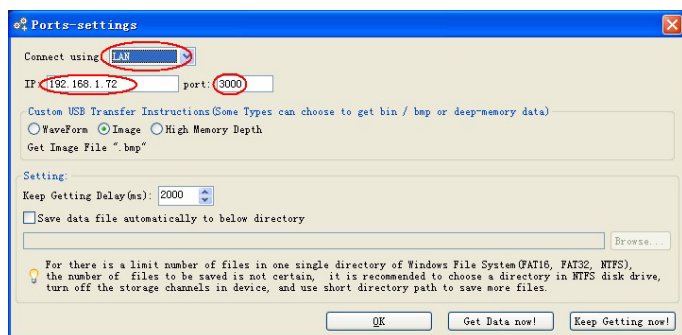 Ports-settings
Connect using LAN
IP: 192.168.1.72 port: 3000
Custom USB Transfer Instructions(Some Types can choose to get bin / bmp or deep-memory data)
WaveForm Image High Memory Depth
Get Image File ".bmp"
Setting:
Keep Getting Delay(ms): 2000
Save data file automatically to below directory
Browse...
For there is a limit number of files in one single directory of Windows File System(FAT16, FAT32, NTFS),
the number of files to be saved is not certain, it is recommended to choose a directory in NTFS disk drive,
turn off the storage channels in device, and use short directory path to save more files.
OK Get Data now! Keep Getting now!